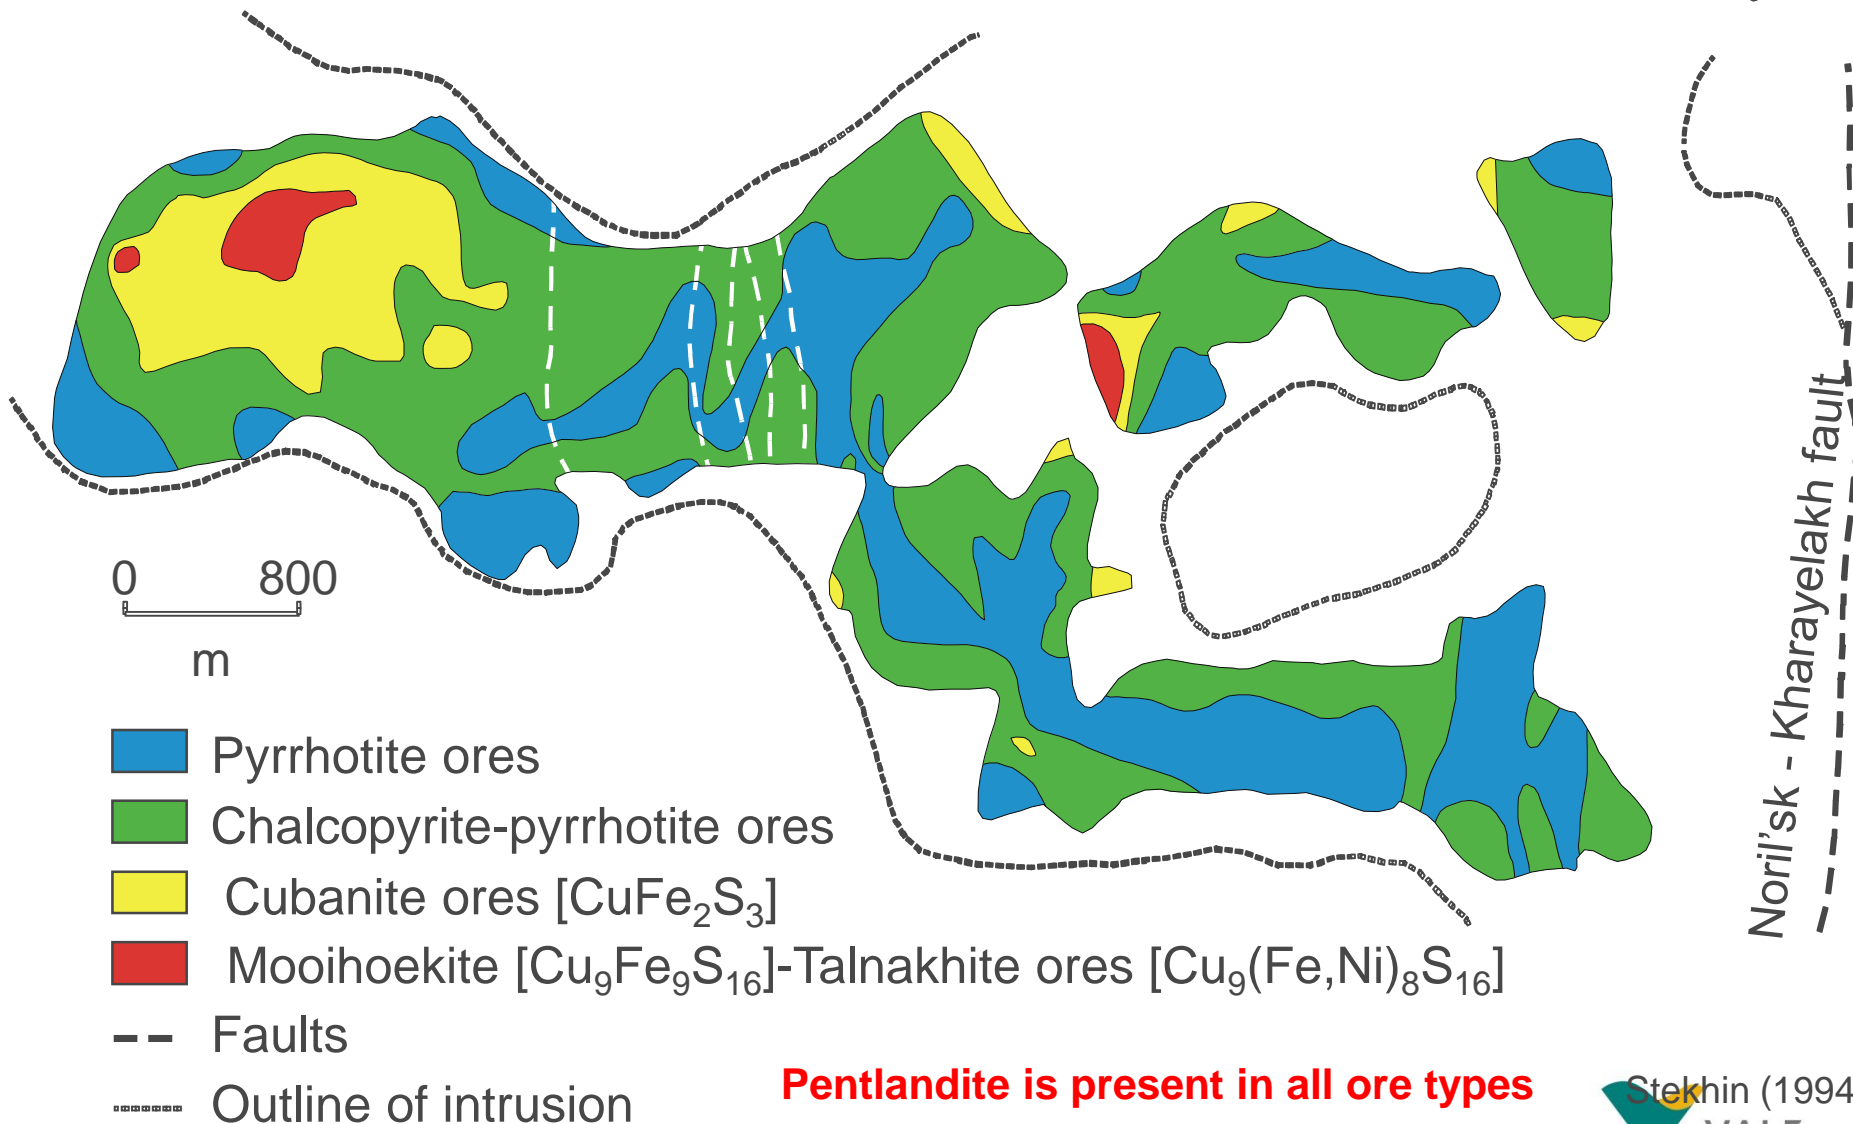 Noril'sk - Kharayelakh fault
0 800
m
Pyrrhotite ores
Chalcopyrite-pyrrhotite ores
Cubanite ores [CuFe₂S₃]
Mooihoekite [Cu₉Fe₉S₁₆]-Talnakhite ores [Cu₉(Fe,Ni)₈S₁₆]
Faults
Outline of intrusion
Pentlandite is present in all ore types
Stekhin (1994